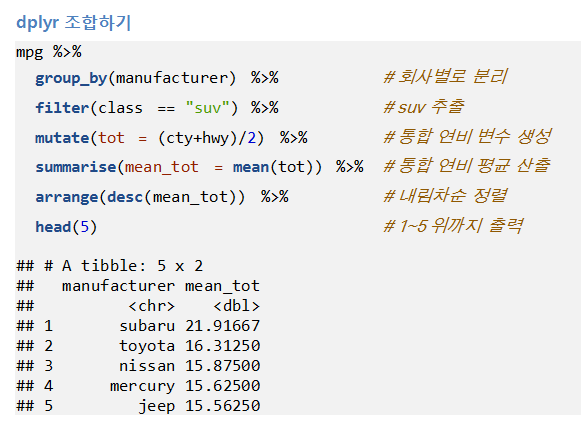 dplyr 조합하기
mpg %>%
  group_by(manufacturer) %>%            # 회사별로 분리
  filter(class == "suv") %>%            # suv 추출
  mutate(tot = (cty+hwy)/2) %>%         # 통합 연비 변수 생성
  summarise(mean_tot = mean(tot)) %>%   # 통합 연비 평균 산출
  arrange(desc(mean_tot)) %>%           # 내림차순 정렬
  head(5)                               # 1~5위까지 출력
## # A tibble: 5 x 2
##   manufacturer mean_tot
##          <chr>    <dbl>
## 1       subaru 21.91667
## 2       toyota 16.31250
## 3       nissan 15.87500
## 4      mercury 15.62500
## 5         jeep 15.56250